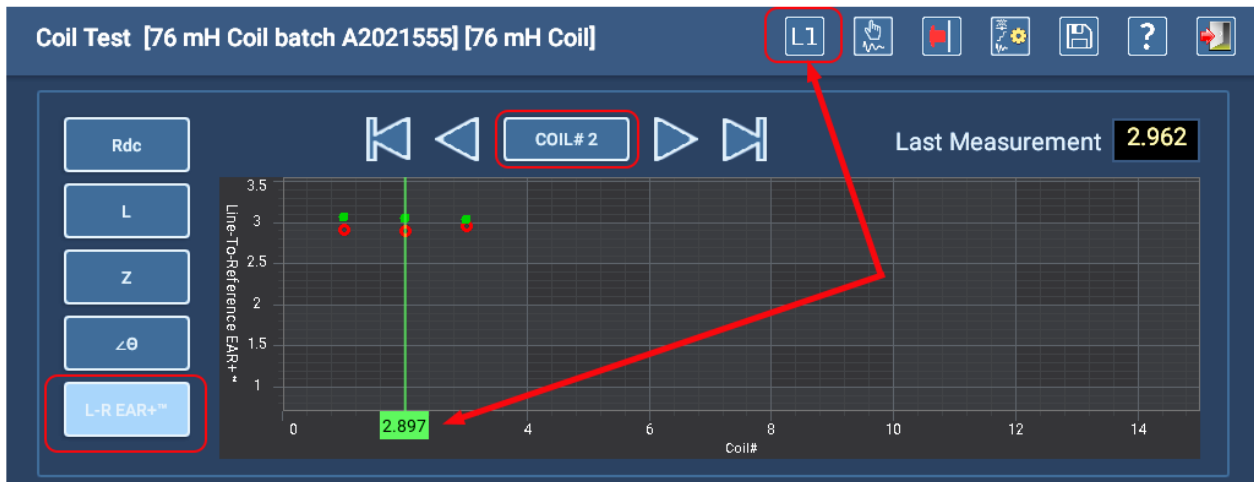 Coil Test [76 mH Coil batch A2021555] [76 mH Coil]
L1
?
Rdc
L
Z
∠θ
L-R EAR+™
COIL# 2
Last Measurement 2.962
Line-To-Reference EAR+™
3.5
3
2.5
2
1.5
1
0 2.897 4 6 8 10 12 14
Coil#